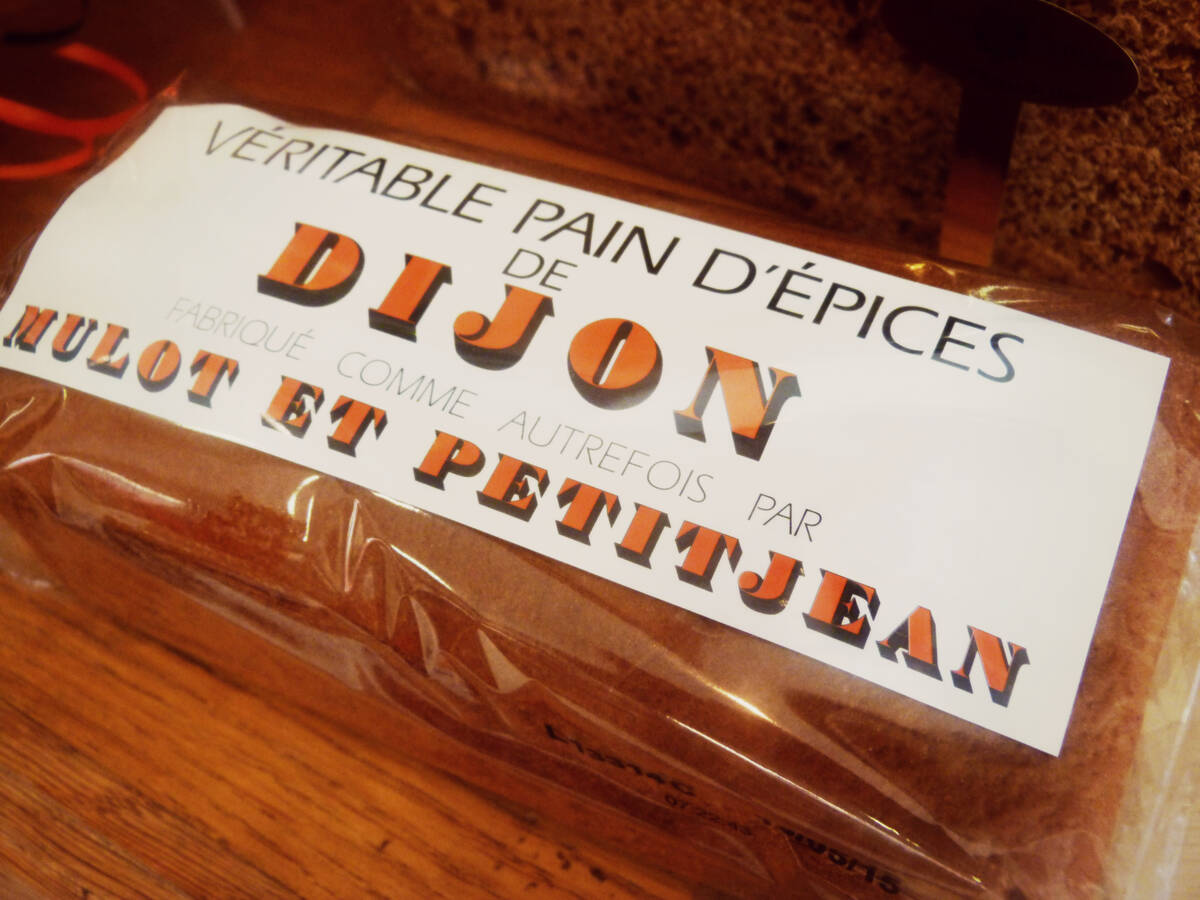 VÉRITABLE PAIN D'ÉPICES
DE
DIJON
FABRIQUÉ COMME AUTREFOIS PAR
MULOT ET PETITJEAN